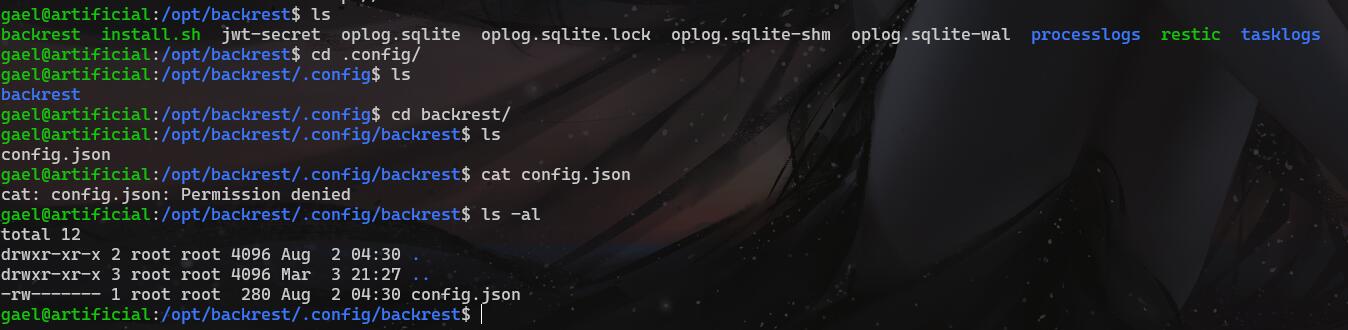 gael@artificial:/opt/backrest$ ls
backrest  install.sh  jwt-secret  oplog.sqlite  oplog.sqlite.lock  oplog.sqlite-shm  oplog.sqlite-wal  processlogs  restic  tasklogs
gael@artificial:/opt/backrest$ cd .config/
gael@artificial:/opt/backrest/.config$ ls
backrest
gael@artificial:/opt/backrest/.config$ cd backrest/
gael@artificial:/opt/backrest/.config/backrest$ ls
config.json
gael@artificial:/opt/backrest/.config/backrest$ cat config.json
cat: config.json: Permission denied
gael@artificial:/opt/backrest/.config/backrest$ ls -al
total 12
drwxr-xr-x 2 root root 4096 Aug  2 04:30 .
drwxr-xr-x 3 root root 4096 Mar  3 21:27 ..
-rw------- 1 root root  280 Aug  2 04:30 config.json
gael@artificial:/opt/backrest/.config/backrest$